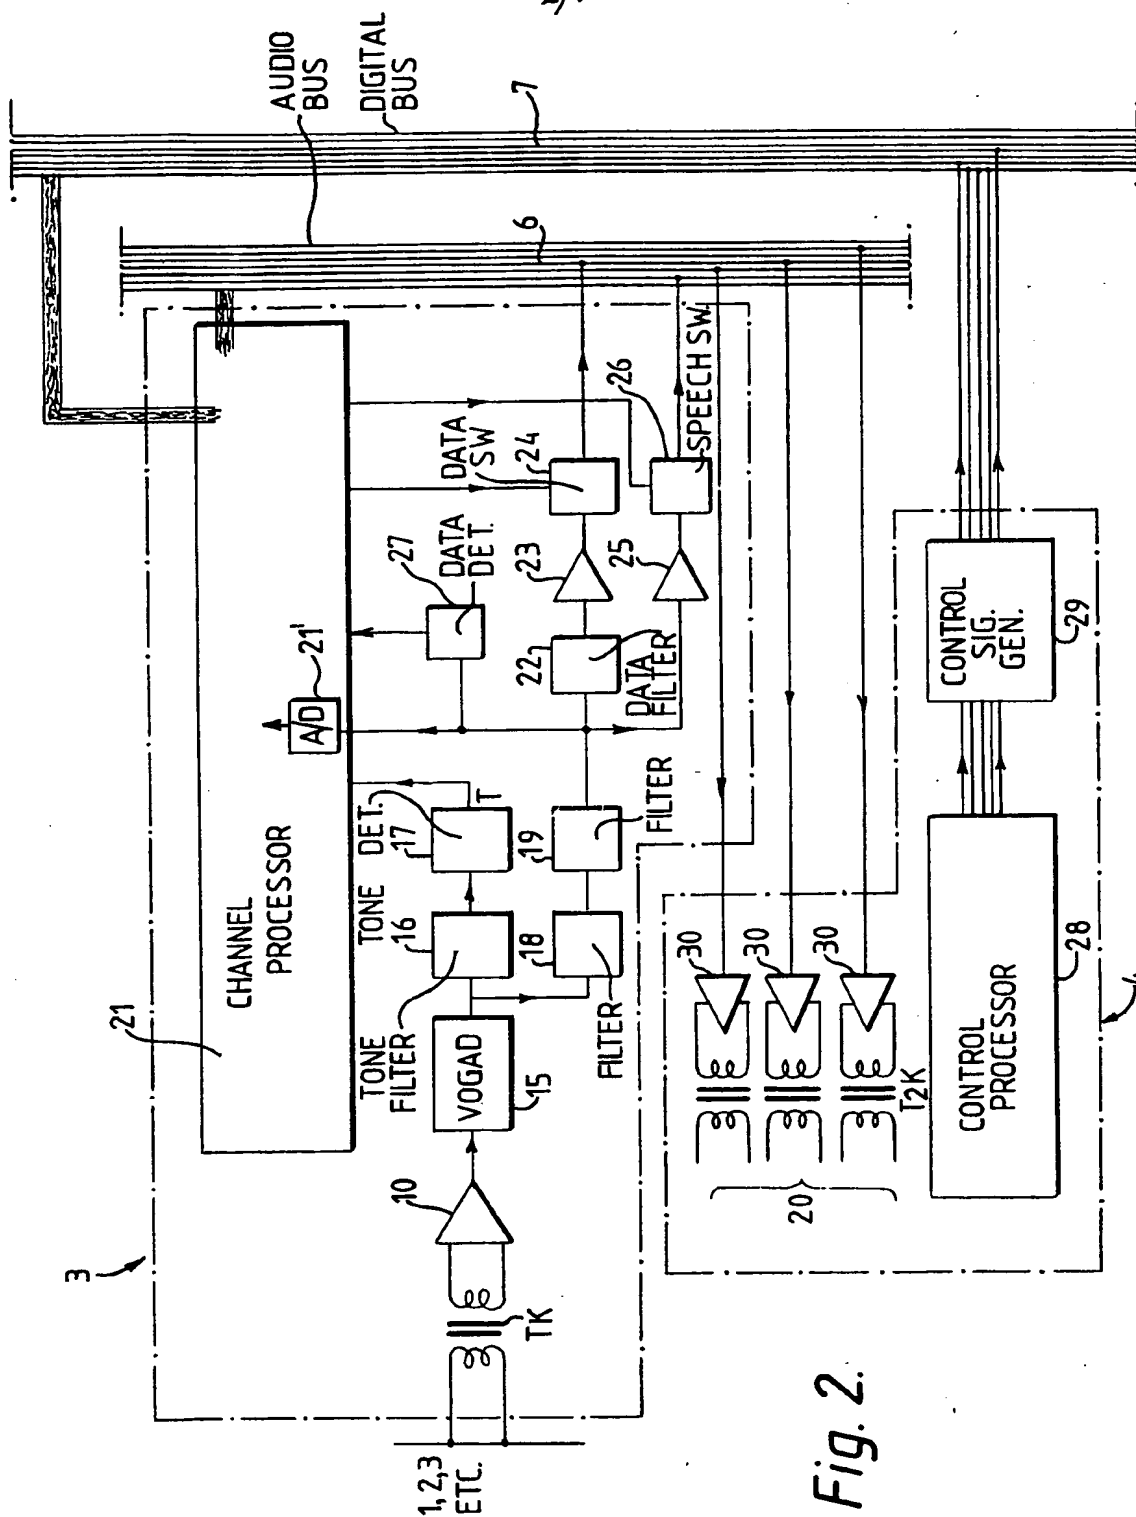 AUDIO
BUS
DIGITAL
BUS
7
6
3
21
CHANNEL
PROCESSOR
A/D
21'
27
DATA
DET.
DATA
SW
24
26
SPEECH SW.
23
25
22
DATA
FILTER
TONE
FILTER
16
TONE DET.
17
T
18
FILTER
19
FILTER
VOGAD
15
10
TK
1, 2, 3
ETC.
30
30
30
20
T2K
CONTROL
PROCESSOR
28
CONTROL
SIG.
GEN.
29
Fig. 2.